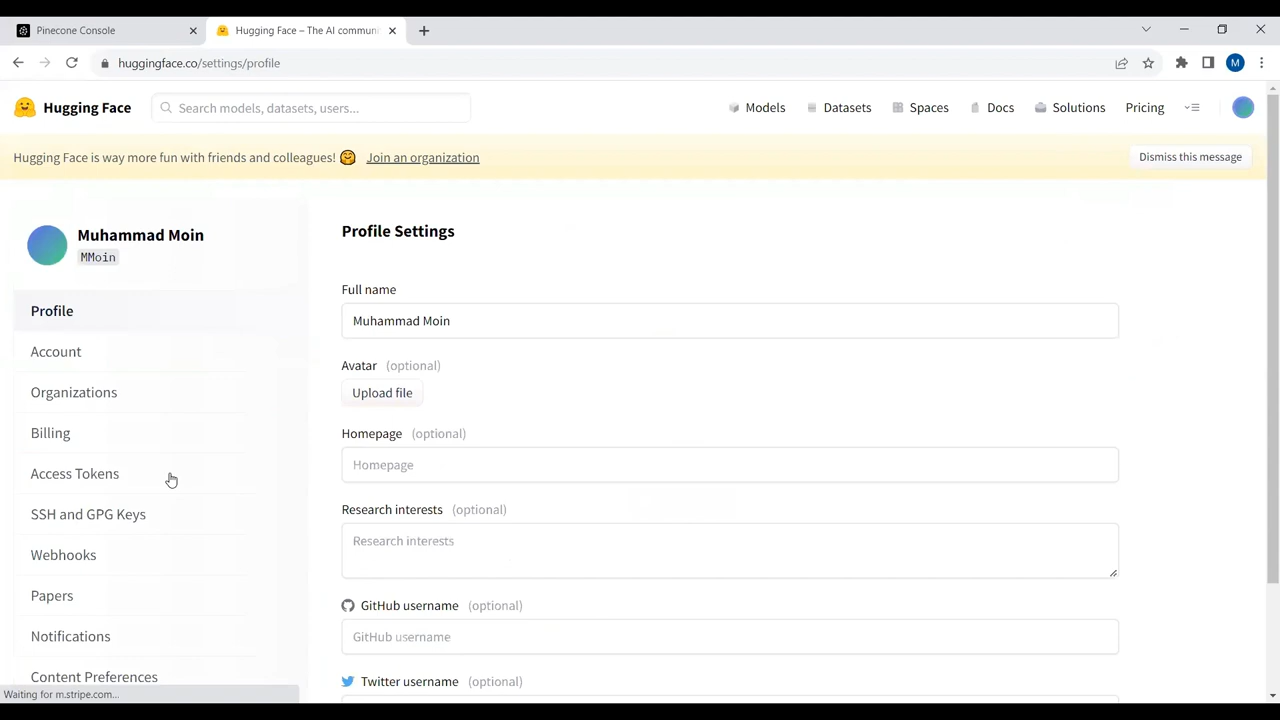 Pinecone Console
Hugging Face – The AI commun
huggingface.co/settings/profile
M
Hugging Face
Search models, datasets, users...
Models
Datasets
Spaces
Docs
Solutions
Pricing
Hugging Face is way more fun with friends and colleagues! 🤗 Join an organization
Dismiss this message
Muhammad Moin
MMoin
Profile
Account
Organizations
Billing
Access Tokens
SSH and GPG Keys
Webhooks
Papers
Notifications
Content Preferences
Profile Settings
Full name
Muhammad Moin
Avatar (optional)
Upload file
Homepage (optional)
Homepage
Research interests (optional)
Research interests
GitHub username (optional)
GitHub username
Twitter username (optional)
Waiting for m.stripe.com...